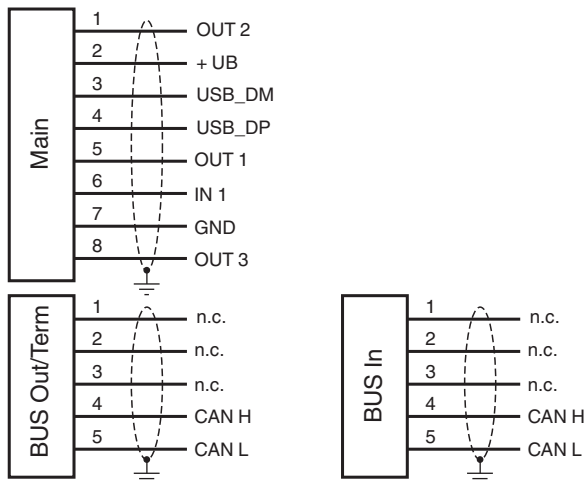 Main
1 OUT 2
2 + UB
3 USB_DM
4 USB_DP
5 OUT 1
6 IN 1
7 GND
8 OUT 3
BUS Out/Term
1 n.c.
2 n.c.
3 n.c.
4 CAN H
5 CAN L
BUS In
1 n.c.
2 n.c.
3 n.c.
4 CAN H
5 CAN L